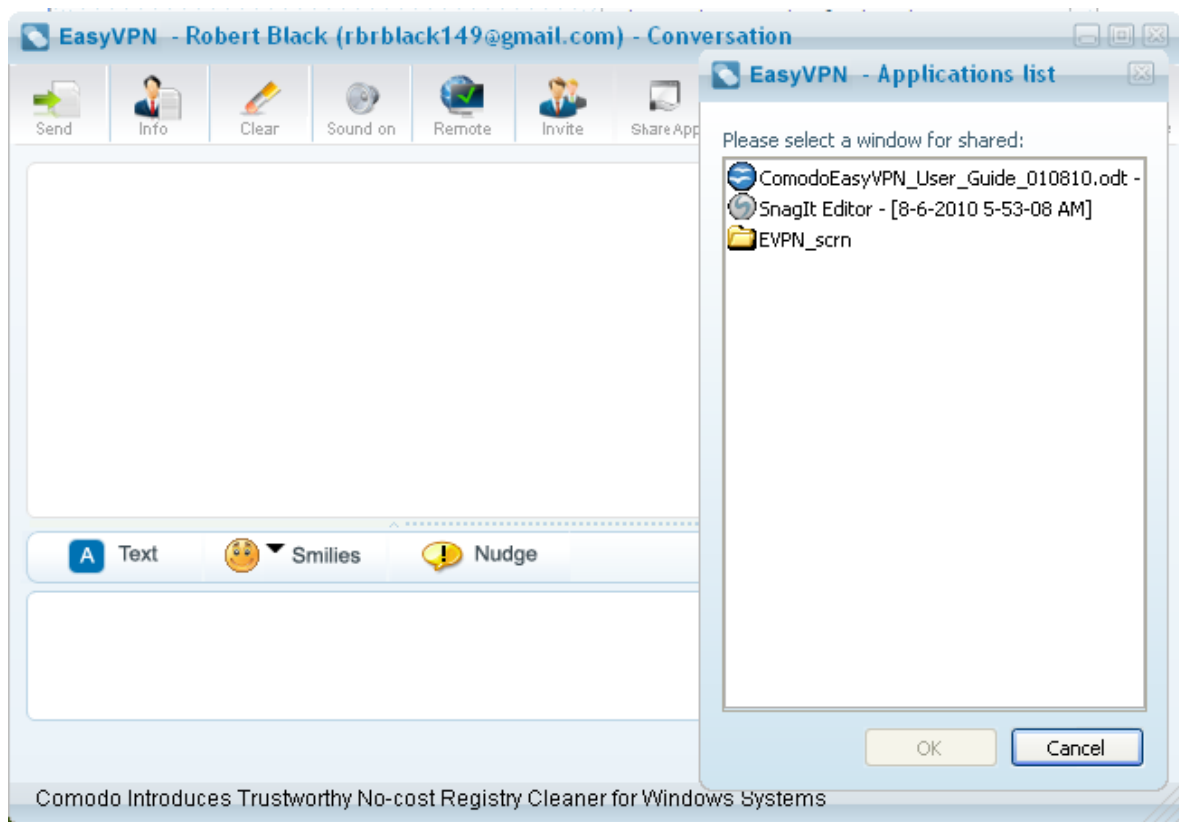 EasyVPN - Robert Black (rbrblack149@gmail.com) - Conversation
Send
Info
Clear
Sound on
Remote
Invite
Share App
EasyVPN - Applications list
Please select a window for shared:
ComodoEasyVPN_User_Guide_010810.odt -
SnagIt Editor - [8-6-2010 5-53-08 AM]
EVPN_scrn
A Text
Smilies
Nudge
OK
Cancel
Comodo Introduces Trustworthy No-cost Registry Cleaner for Windows Systems